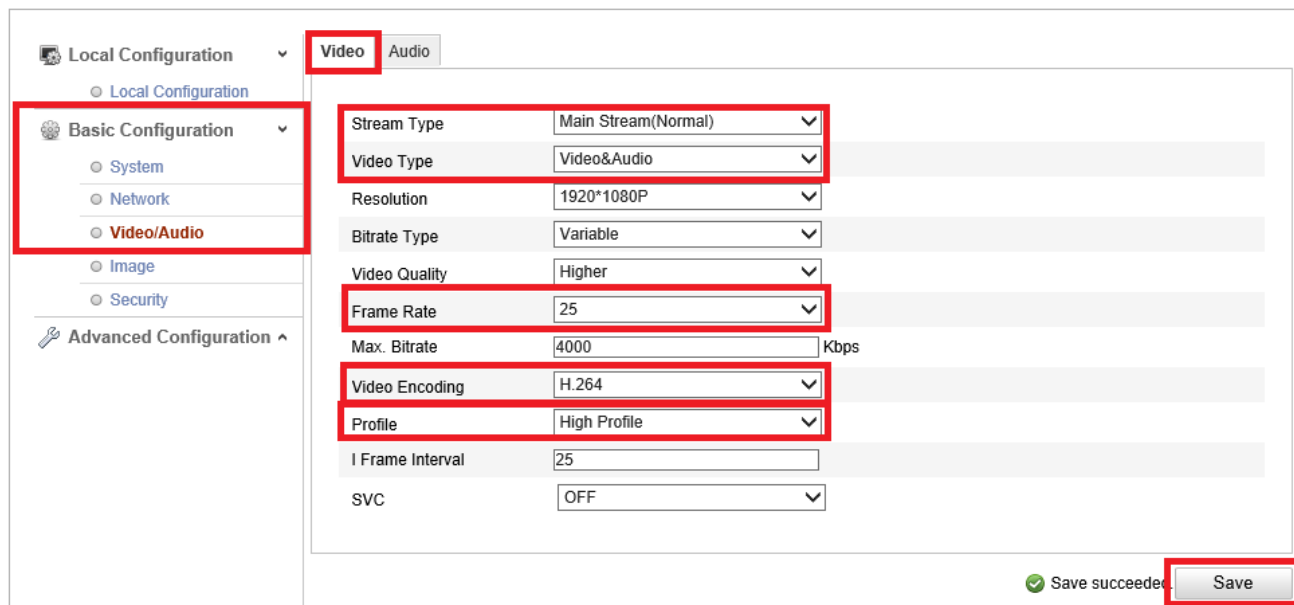 Local Configuration
Local Configuration
Basic Configuration
System
Network
Video/Audio
Image
Security
Advanced Configuration
Video Audio
Stream Type Main Stream(Normal)
Video Type Video&Audio
Resolution 1920*1080P
Bitrate Type Variable
Video Quality Higher
Frame Rate 25
Max. Bitrate 4000 Kbps
Video Encoding H.264
Profile High Profile
I Frame Interval 25
SVC OFF
Save succeeded. Save